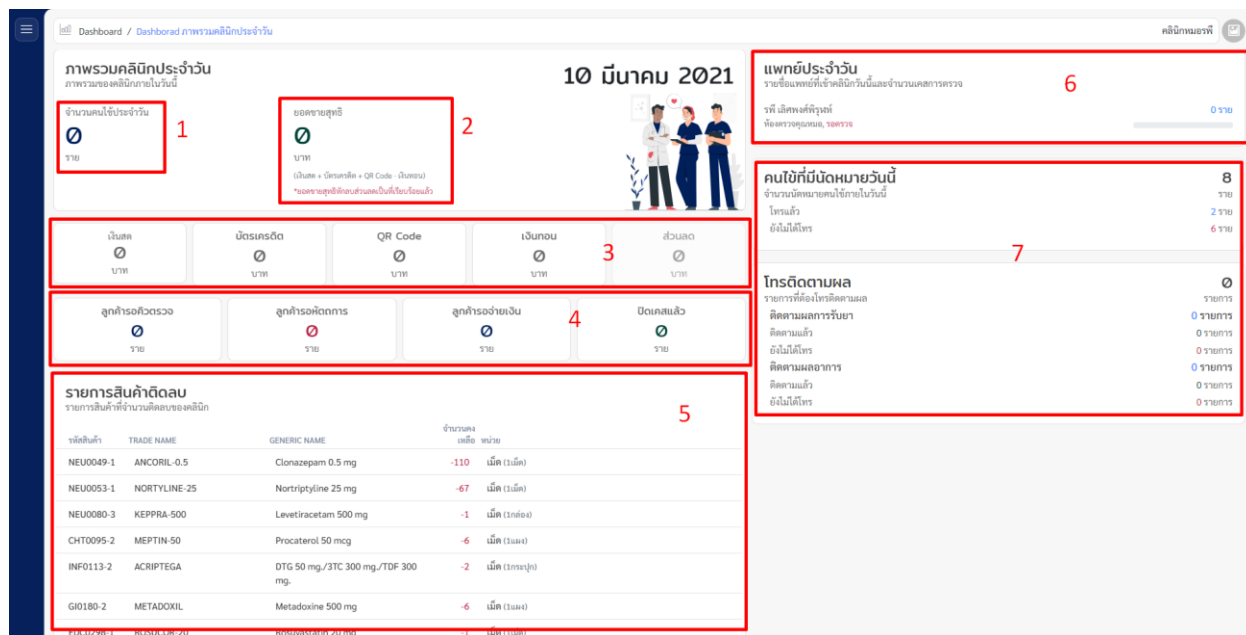 Dashboard / Dashborad ภาพรวมคลินิกประจำวัน
คลินิกหมอรพี
ภาพรวมคลินิกประจำวัน
ภาพรวมของคลินิกภายในวันนี้
10 มีนาคม 2021
จำนวนคนไข้ประจำวัน
0
ราย
1
ยอดขายสุทธิ
0
บาท
(เงินสด + บัตรเครดิต + QR Code - เงินทอน)
*ยอดขายสุทธิหักลบส่วนลดเป็นที่เรียบร้อยแล้ว
2
เงินสด บัตรเครดิต QR Code เงินทอน ส่วนลด
0 0 0 0 0
บาท บาท บาท บาท บาท
3
ลูกค้ารอคิวตรวจ ลูกค้ารอหัตถการ ลูกค้ารอจ่ายเงิน ปิดเคสแล้ว
0 0 0 0
ราย ราย ราย ราย
4
รายการสินค้าติดลบ
รายการสินค้าที่จำนวนติดลบของคลินิก
5
รหัสสินค้า TRADE NAME GENERIC NAME จำนวนคง
เหลือ หน่วย
NEU0049-1 ANCORIL-0.5 Clonazepam 0.5 mg -110 เม็ด (1เม็ด)
NEU0053-1 NORTYLINE-25 Nortriptyline 25 mg -67 เม็ด (1เม็ด)
NEU0080-3 KEPPRA-500 Levetiracetam 500 mg -1 เม็ด (1กล่อง)
CHT0095-2 MEPTIN-50 Procaterol 50 mcg -6 เม็ด (1แผง)
INF0113-2 ACRIPTEGA DTG 50 mg./3TC 300 mg./TDF 300
mg. -2 เม็ด (1กระปุก)
GI0180-2 METADOXIL Metadoxine 500 mg -6 เม็ด (1แผง)
แพทย์ประจำวัน
รายชื่อแพทย์ที่เข้าคลินิกวันนี้และจำนวนเคสการตรวจ
6
รพี เลิศพงศ์พิรุฬห์ 0 ราย
ห้องตรวจคุณหมอ, รอตรวจ
คนไข้ที่มีนัดหมายวันนี้ 8
จำนวนนัดหมายคนไข้ภายในวันนี้ ราย
โทรแล้ว 2 ราย
ยังไม่ได้โทร 6 ราย
7
โทรติดตามผล 0
รายการที่ต้องโทรติดตามผล รายการ
ติดตามผลการรับยา 0 รายการ
ติดตามแล้ว 0 รายการ
ยังไม่ได้โทร 0 รายการ
ติดตามผลอาการ 0 รายการ
ติดตามแล้ว 0 รายการ
ยังไม่ได้โทร 0 รายการ